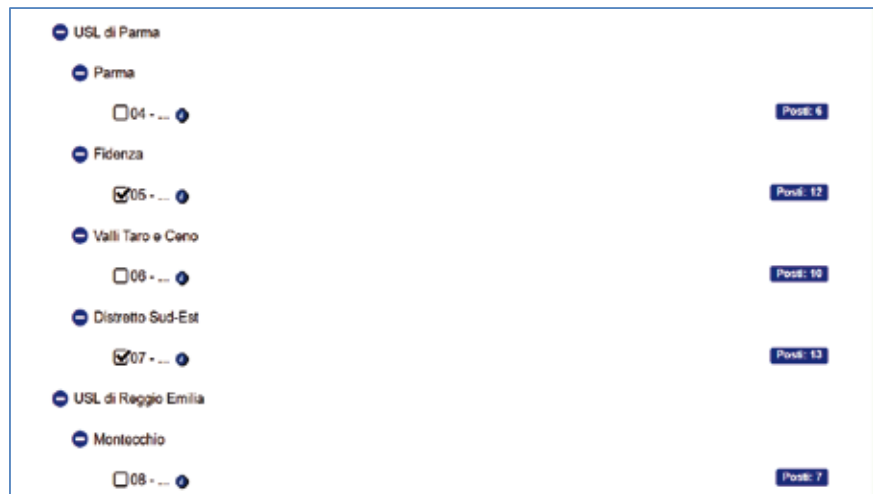 USL di Parma
Parma
04 - ... Posti: 6
Fidenza
05 - ... Posti: 12
Valli Taro e Ceno
06 - ... Posti: 10
Distretto Sud-Est
07 - ... Posti: 13
USL di Reggio Emilia
Montecchio
08 - ... Posti: 7